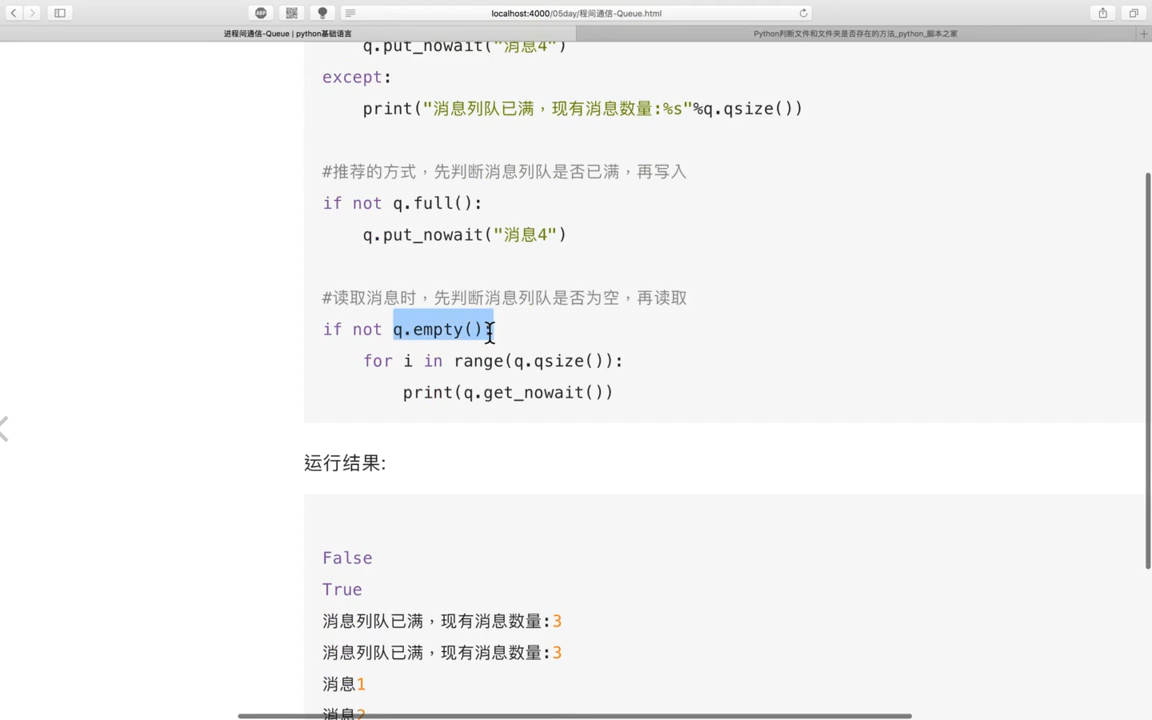 localhost:4000/05day/程间通信-Queue.html
进程间通信-Queue | python基础语言
Python判断文件和文件夹是否存在的方法_python_脚本之家
q.put_nowait("消息4")
except:
print("消息列队已满，现有消息数量:%s"%q.qsize())
#推荐的方式，先判断消息列队是否已满，再写入
if not q.full():
q.put_nowait("消息4")
#读取消息时，先判断消息列队是否为空，再读取
if not q.empty():
for i in range(q.qsize()):
print(q.get_nowait())
运行结果:
False
True
消息列队已满，现有消息数量:3
消息列队已满，现有消息数量:3
消息1
消息2